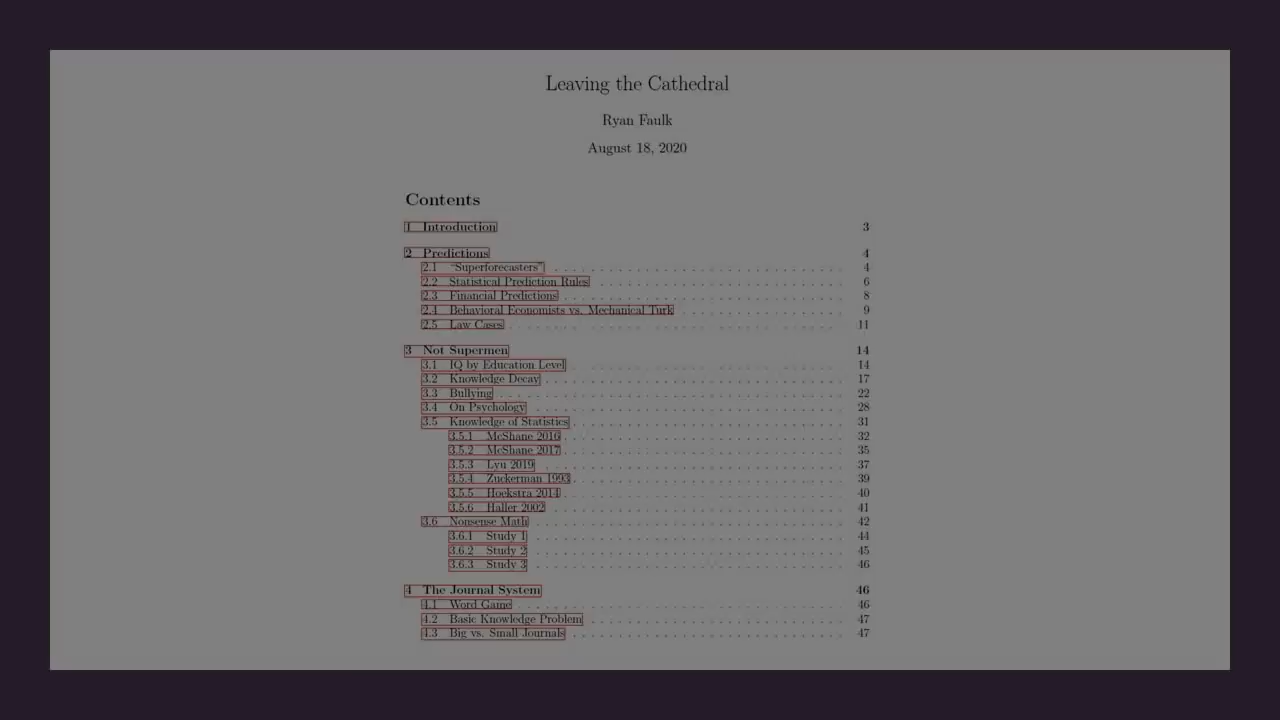 Leaving the Cathedral
Ryan Faulk
August 18, 2020
Contents
1 Introduction 3
2 Predictions 4
2.1 "Superforecasters" . . . . . . . . . . . . . . . . . . . . . . . . . . . . . . . . 4
2.2 Statistical Prediction Rules . . . . . . . . . . . . . . . . . . . . . . . . . . . . 6
2.3 Financial Predictions . . . . . . . . . . . . . . . . . . . . . . . . . . . . . . . 8
2.4 Behavioral Economists vs. Mechanical Turk . . . . . . . . . . . . . . . . . . 9
2.5 Law Cases . . . . . . . . . . . . . . . . . . . . . . . . . . . . . . . . . . . . 11
3 Not Supermen 14
3.1 IQ by Education Level . . . . . . . . . . . . . . . . . . . . . . . . . . . . . 14
3.2 Knowledge Decay . . . . . . . . . . . . . . . . . . . . . . . . . . . . . . . . 17
3.3 Bullying . . . . . . . . . . . . . . . . . . . . . . . . . . . . . . . . . . . . . 22
3.4 On Psychology . . . . . . . . . . . . . . . . . . . . . . . . . . . . . . . . . . 28
3.5 Knowledge of Statistics . . . . . . . . . . . . . . . . . . . . . . . . . . . . . 31
3.5.1 McShane 2016 . . . . . . . . . . . . . . . . . . . . . . . . . . . . . . 32
3.5.2 McShane 2017 . . . . . . . . . . . . . . . . . . . . . . . . . . . . . . 35
3.5.3 Lyu 2019 . . . . . . . . . . . . . . . . . . . . . . . . . . . . . . . . . 37
3.5.4 Zuckerman 1993 . . . . . . . . . . . . . . . . . . . . . . . . . . . . . 39
3.5.5 Hoekstra 2014 . . . . . . . . . . . . . . . . . . . . . . . . . . . . . . 40
3.5.6 Haller 2002 . . . . . . . . . . . . . . . . . . . . . . . . . . . . . . . . 41
3.6 Nonsense Math . . . . . . . . . . . . . . . . . . . . . . . . . . . . . . . . . 42
3.6.1 Study 1 . . . . . . . . . . . . . . . . . . . . . . . . . . . . . . . . . . 44
3.6.2 Study 2 . . . . . . . . . . . . . . . . . . . . . . . . . . . . . . . . . . 45
3.6.3 Study 3 . . . . . . . . . . . . . . . . . . . . . . . . . . . . . . . . . . 46
4 The Journal System 46
4.1 Word Game . . . . . . . . . . . . . . . . . . . . . . . . . . . . . . . . . . . 46
4.2 Basic Knowledge Problem . . . . . . . . . . . . . . . . . . . . . . . . . . . . 47
4.3 Big vs. Small Journals . . . . . . . . . . . . . . . . . . . . . . . . . . . . . . 47